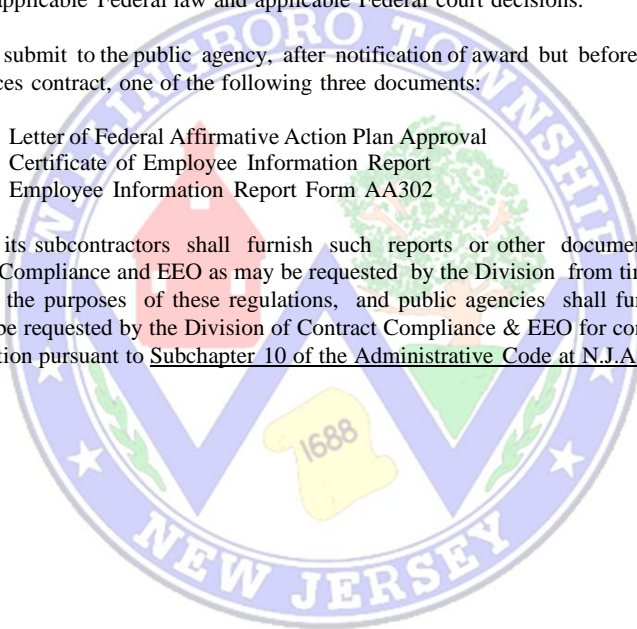 applicable Federal law and applicable Federal court decisions.
submit to the public agency, after notification of award but before
ces contract, one of the following three documents:
Letter of Federal Affirmative Action Plan Approval
Certificate of Employee Information Report
Employee Information Report Form AA302
its subcontractors shall furnish such reports or other documen
Compliance and EEO as may be requested by the Division from tim
the purposes of these regulations, and public agencies shall fur
be requested by the Division of Contract Compliance & EEO for co
tion pursuant to Subchapter 10 of the Administrative Code at N.J.A
WILLINGBORO TOWNSHIP
1688
NEW JERSEY